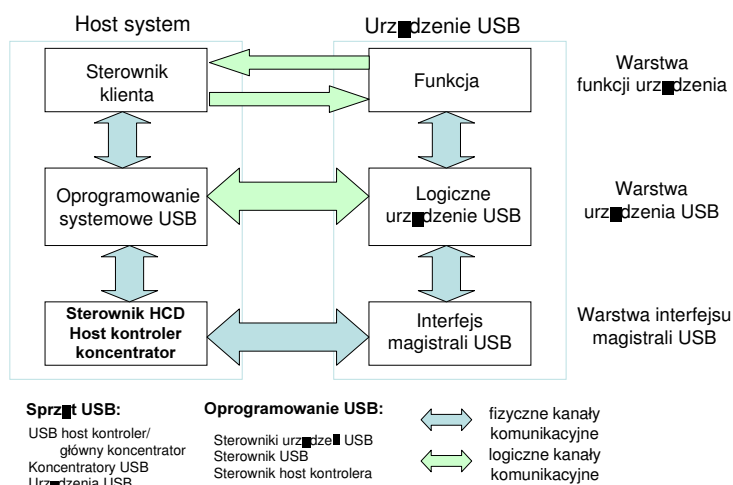 Host system
Urz■dzenie USB
Sterownik
klienta
Funkcja
Warstwa
funkcji urz■dzenia
Oprogramowanie
systemowe USB
Logiczne
urz■dzenie USB
Warstwa
urz■dzenia USB
Sterownik HCD
Host kontroler
koncentrator
Interfejs
magistrali USB
Warstwa interfejsu
magistrali USB
Sprz■t USB:
USB host kontroler/
główny koncentrator
Koncentratory USB
Urz■dzenia USB
Oprogramowanie USB:
Sterowniki urz■dze■ USB
Sterownik USB
Sterownik host kontrolera
fizyczne kanały
komunikacyjne
logiczne kanały
komunikacyjne